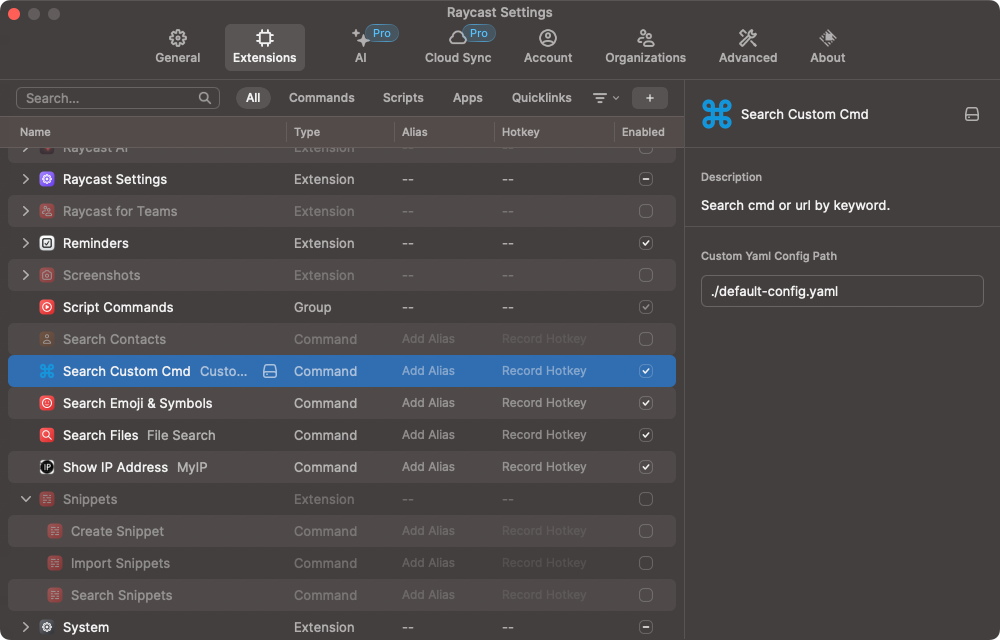 Raycast Settings
General
Extensions
Pro
AI
Pro
Cloud Sync
Account
Organizations
Advanced
About
Search...
All
Commands
Scripts
Apps
Quicklinks
+
Name Type Alias Hotkey Enabled
Raycast AI Extension -- --
Raycast Settings Extension -- --
Raycast for Teams Extension -- --
Reminders Extension -- --
Screenshots Extension -- --
Script Commands Group
Search Contacts Command Add Alias Record Hotkey
Search Custom Cmd Custo... Command Add Alias Record Hotkey
Search Emoji & Symbols Command Add Alias Record Hotkey
Search Files File Search Command Add Alias Record Hotkey
IP Show IP Address MyIP Command Add Alias Record Hotkey
Snippets Extension -- --
Create Snippet Command Add Alias Record Hotkey
Import Snippets Command Add Alias Record Hotkey
Search Snippets Command Add Alias Record Hotkey
System Extension -- --
Search Custom Cmd
Description
Search cmd or url by keyword.
Custom Yaml Config Path
./default-config.yaml